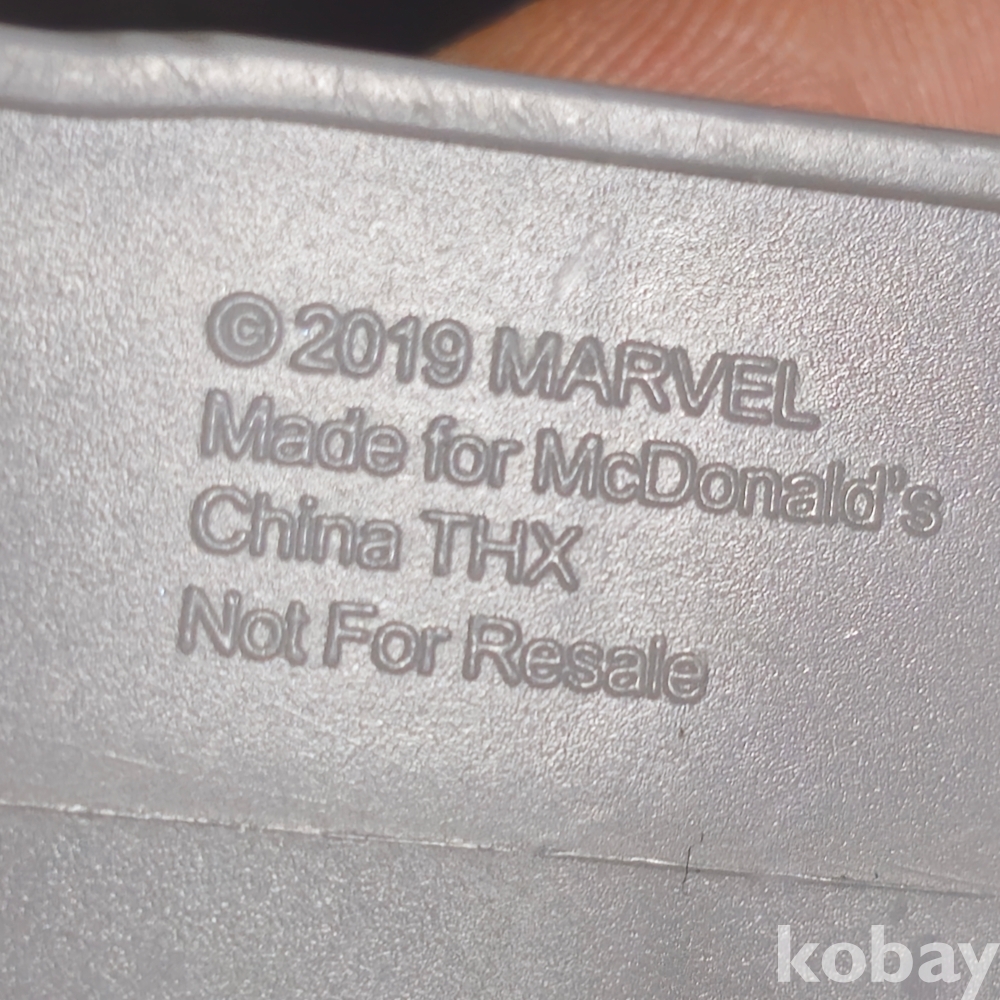 © 2019 MARVEL
Made for McDonald's
China THX
Not For Resale
kobay